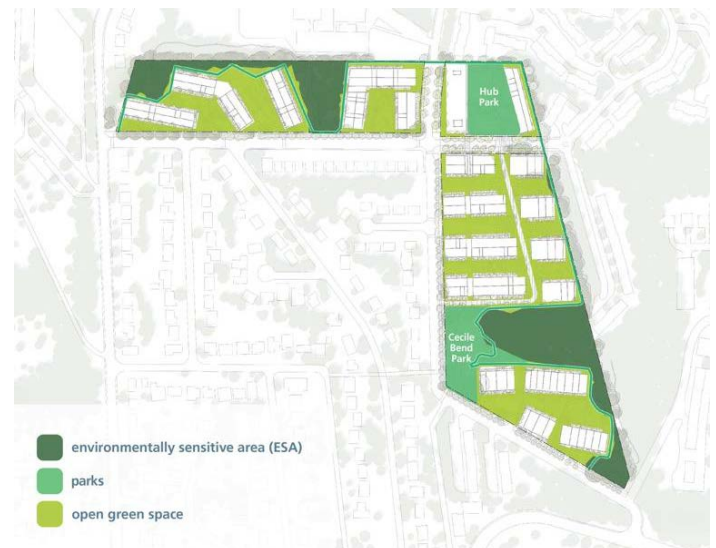 Hub
Park
Cecile
Bend
Park
environmentally sensitive area (ESA)
parks
open green space